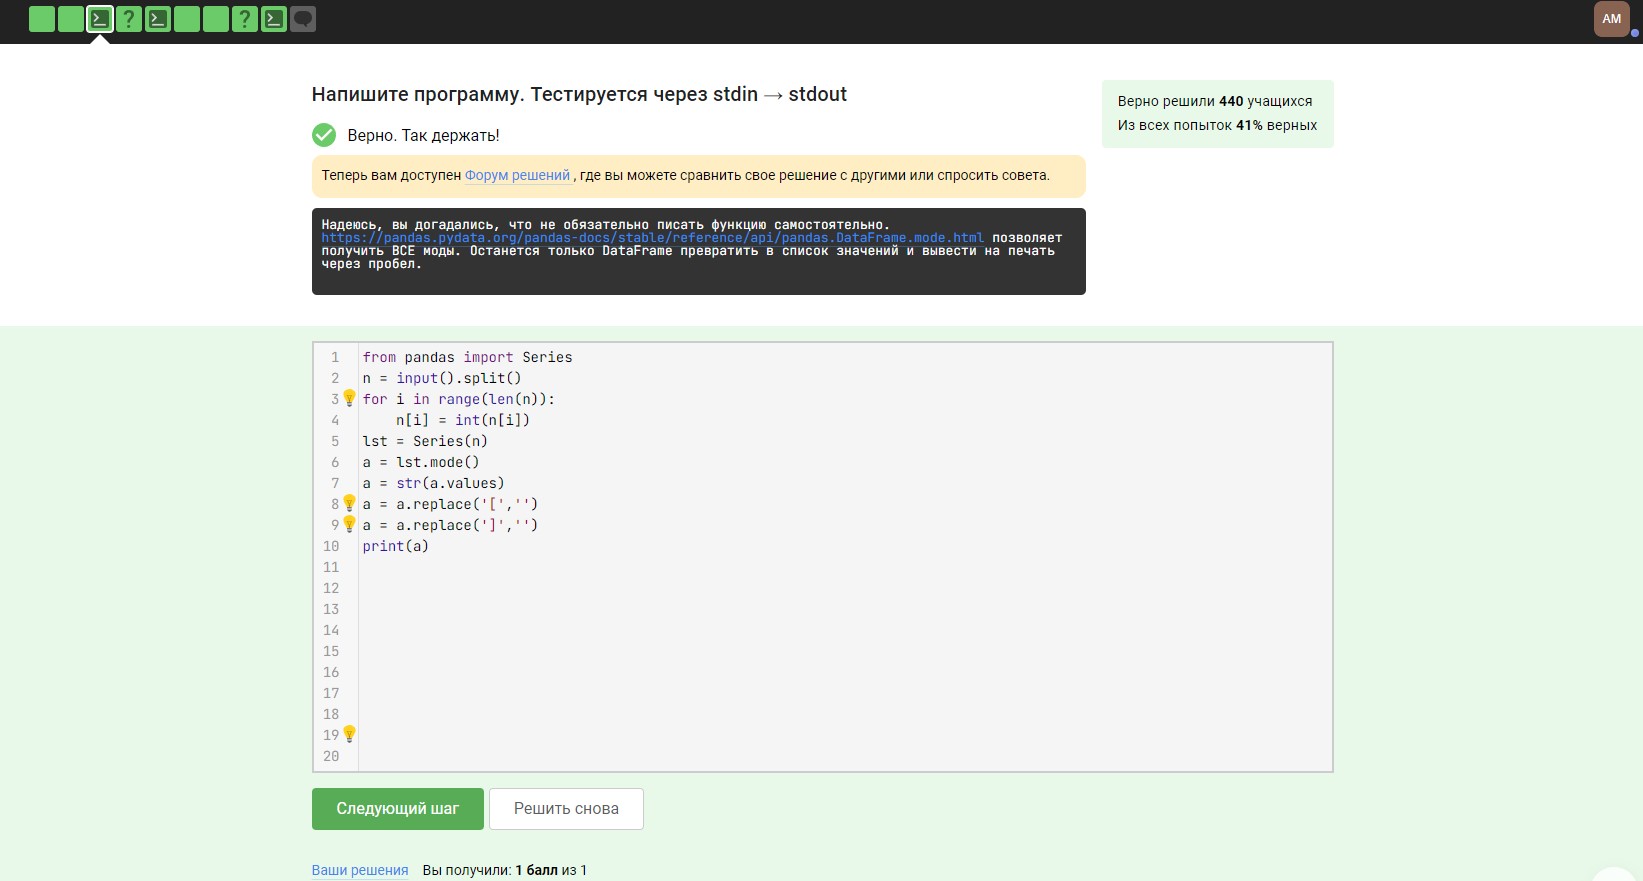 AM
Напишите программу. Тестируется через stdin → stdout
Верно решили 440 учащихся
Из всех попыток 41% верных
Верно. Так держать!
Теперь вам доступен Форум решений , где вы можете сравнить свое решение с другими или спросить совета.
Надеюсь, вы догадались, что не обязательно писать функцию самостоятельно.
https://pandas.pydata.org/pandas-docs/stable/reference/api/pandas.DataFrame.mode.html позволяет
получить ВСЕ моды. Останется только DataFrame превратить в список значений и вывести на печать
через пробел.
1 from pandas import Series
2 n = input().split()
3 for i in range(len(n)):
4     n[i] = int(n[i])
5 lst = Series(n)
6 a = lst.mode()
7 a = str(a.values)
8 a = a.replace('[','')
9 a = a.replace(']','')
10 print(a)
11
12
13
14
15
16
17
18
19
20
Следующий шаг
Решить снова
Ваши решения Вы получили: 1 балл из 1